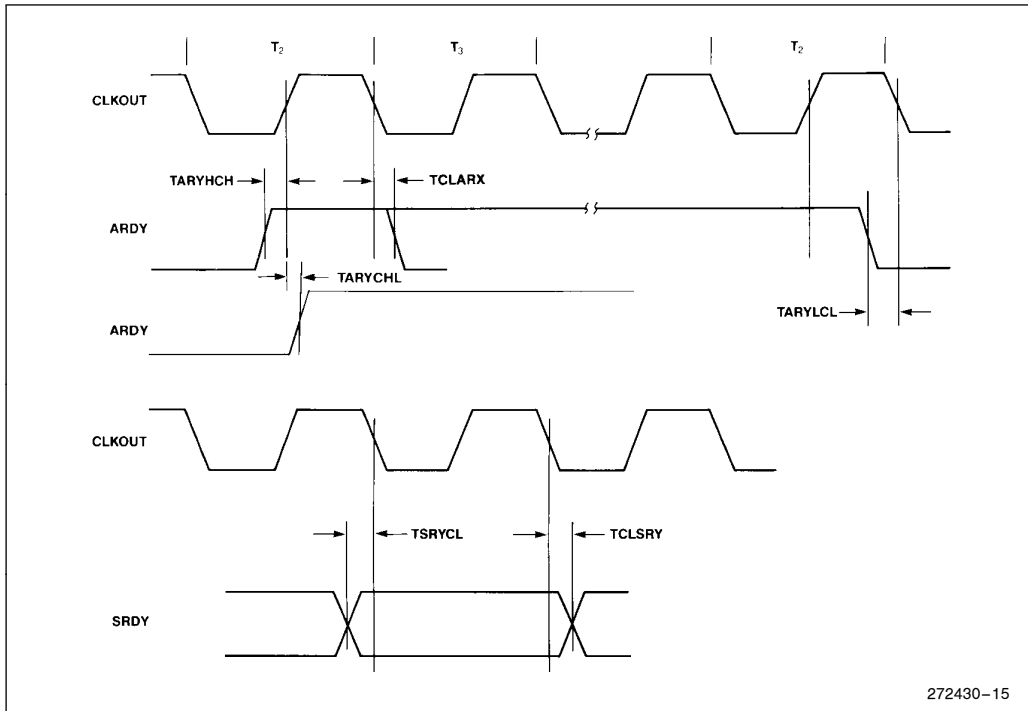 T2 T3 T2
CLKOUT
TARYHCH TCLARX
ARDY
TARYCHL
TARYLCL
ARDY
CLKOUT
TSRYCL TCLSRY
SRDY
272430–15